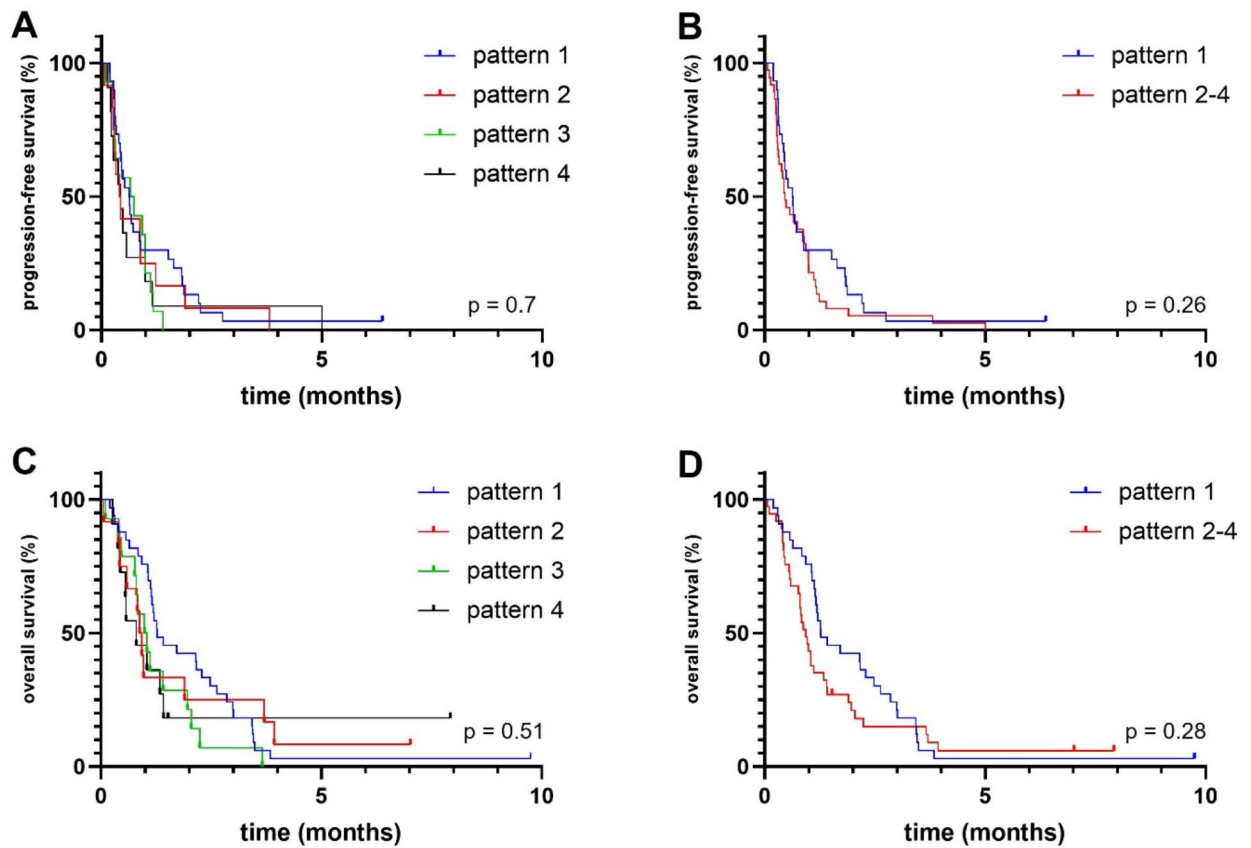 A
progression-free survival (%)
100
50
0
pattern 1
pattern 2
pattern 3
pattern 4
p = 0.7
0 5 10
time (months)
B
progression-free survival (%)
100
50
0
pattern 1
pattern 2-4
p = 0.26
0 5 10
time (months)
C
overall survival (%)
100
50
0
pattern 1
pattern 2
pattern 3
pattern 4
p = 0.51
0 5 10
time (months)
D
overall survival (%)
100
50
0
pattern 1
pattern 2-4
p = 0.28
0 5 10
time (months)